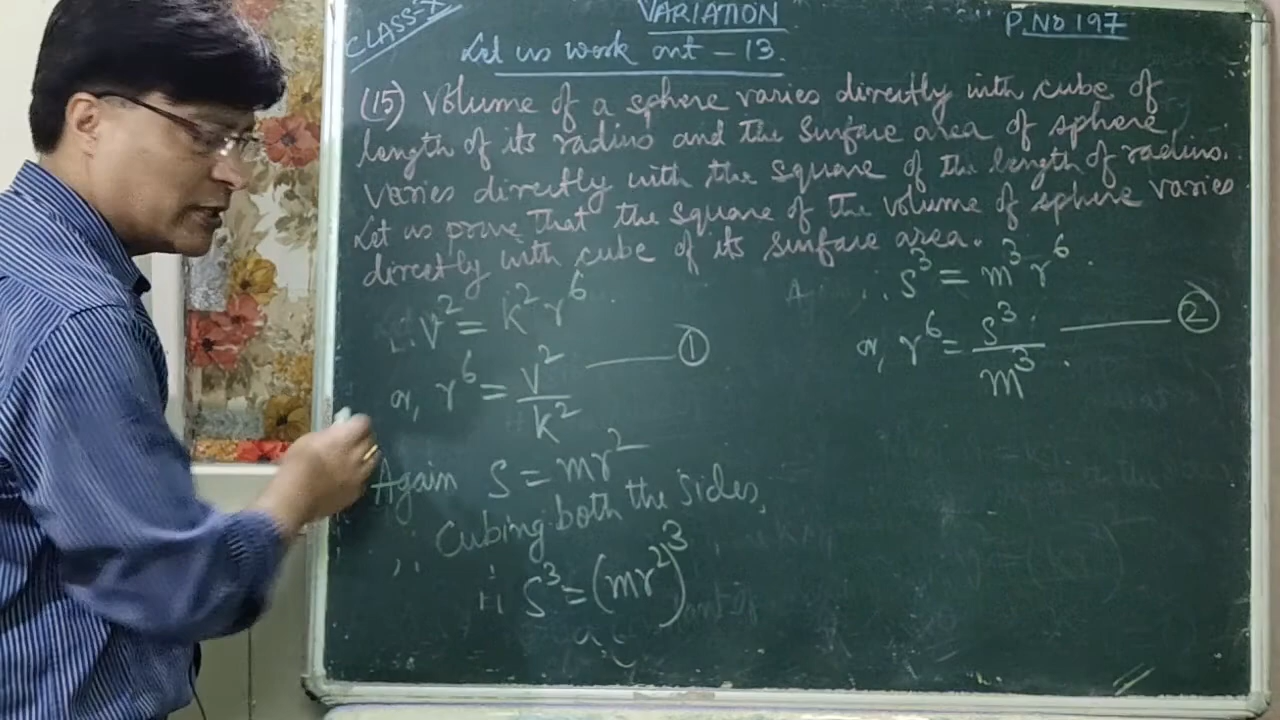 CLASS-X
VARIATION
P.NO 197
Let us work out - 13.
(15) Volume of a sphere varies directly with cube of
length of its radius and the surface area of sphere,
varies directly with the square of the length of radius.
Let us prove that the square of the volume of sphere varies
directly with cube of its surface area.
∴ V² = k² r⁶
or, r⁶ = V²/k² ——— ①
Again S = mr²
Cubing both the sides,
∴ S³ = (mr²)³
∴ S³ = m³ r⁶.
or, r⁶ = S³/m³. ——— ②